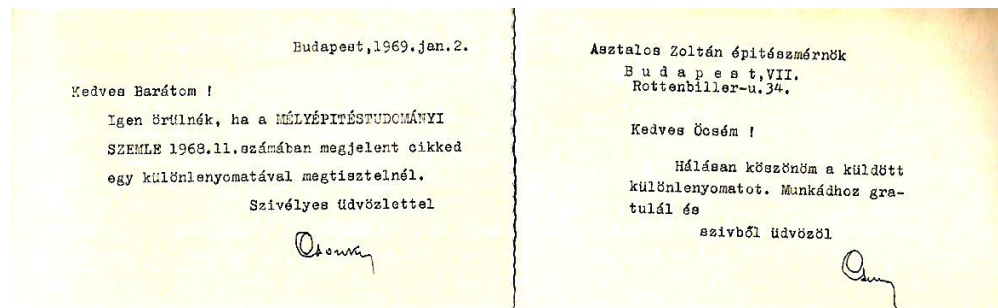 Budapest,1969.jan.2.
Kedves Barátom !
Igen örülnék, ha a MÉLYÉPITÉSTUDOMÁNYI
SZEMLE 1968.11.számában megjelent cikked
egy különlenyomatával megtisztelnél.
Szivélyes üdvözlettel
Csonka
Asztalos Zoltán épitészmérnök
B u d a p e s t,VII.
Rottenbiller-u.34.
Kedves Öcsém !
Hálásan köszönöm a küldött
különlenyomatot. Munkádhoz gra-
tulál és
szivből üdvözöl